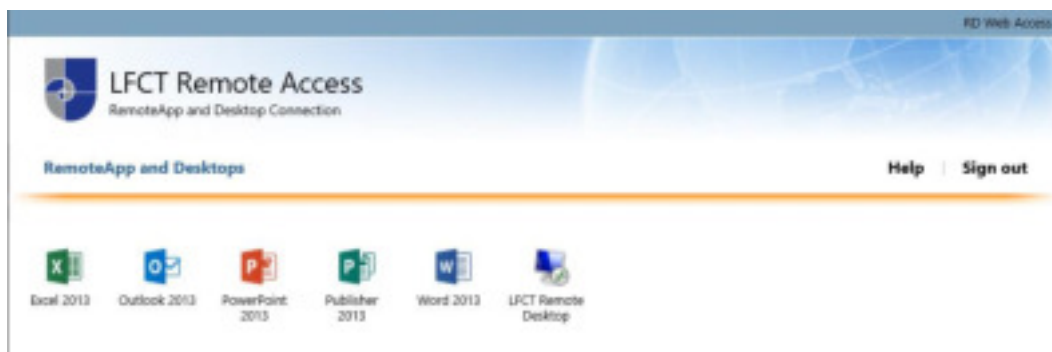 RD Web Access
LFCT Remote Access
RemoteApp and Desktop Connection
RemoteApp and Desktops
Help | Sign out
Excel 2013
Outlook 2013
PowerPoint
2013
Publisher
2013
Word 2013
LFCT Remote
Desktop